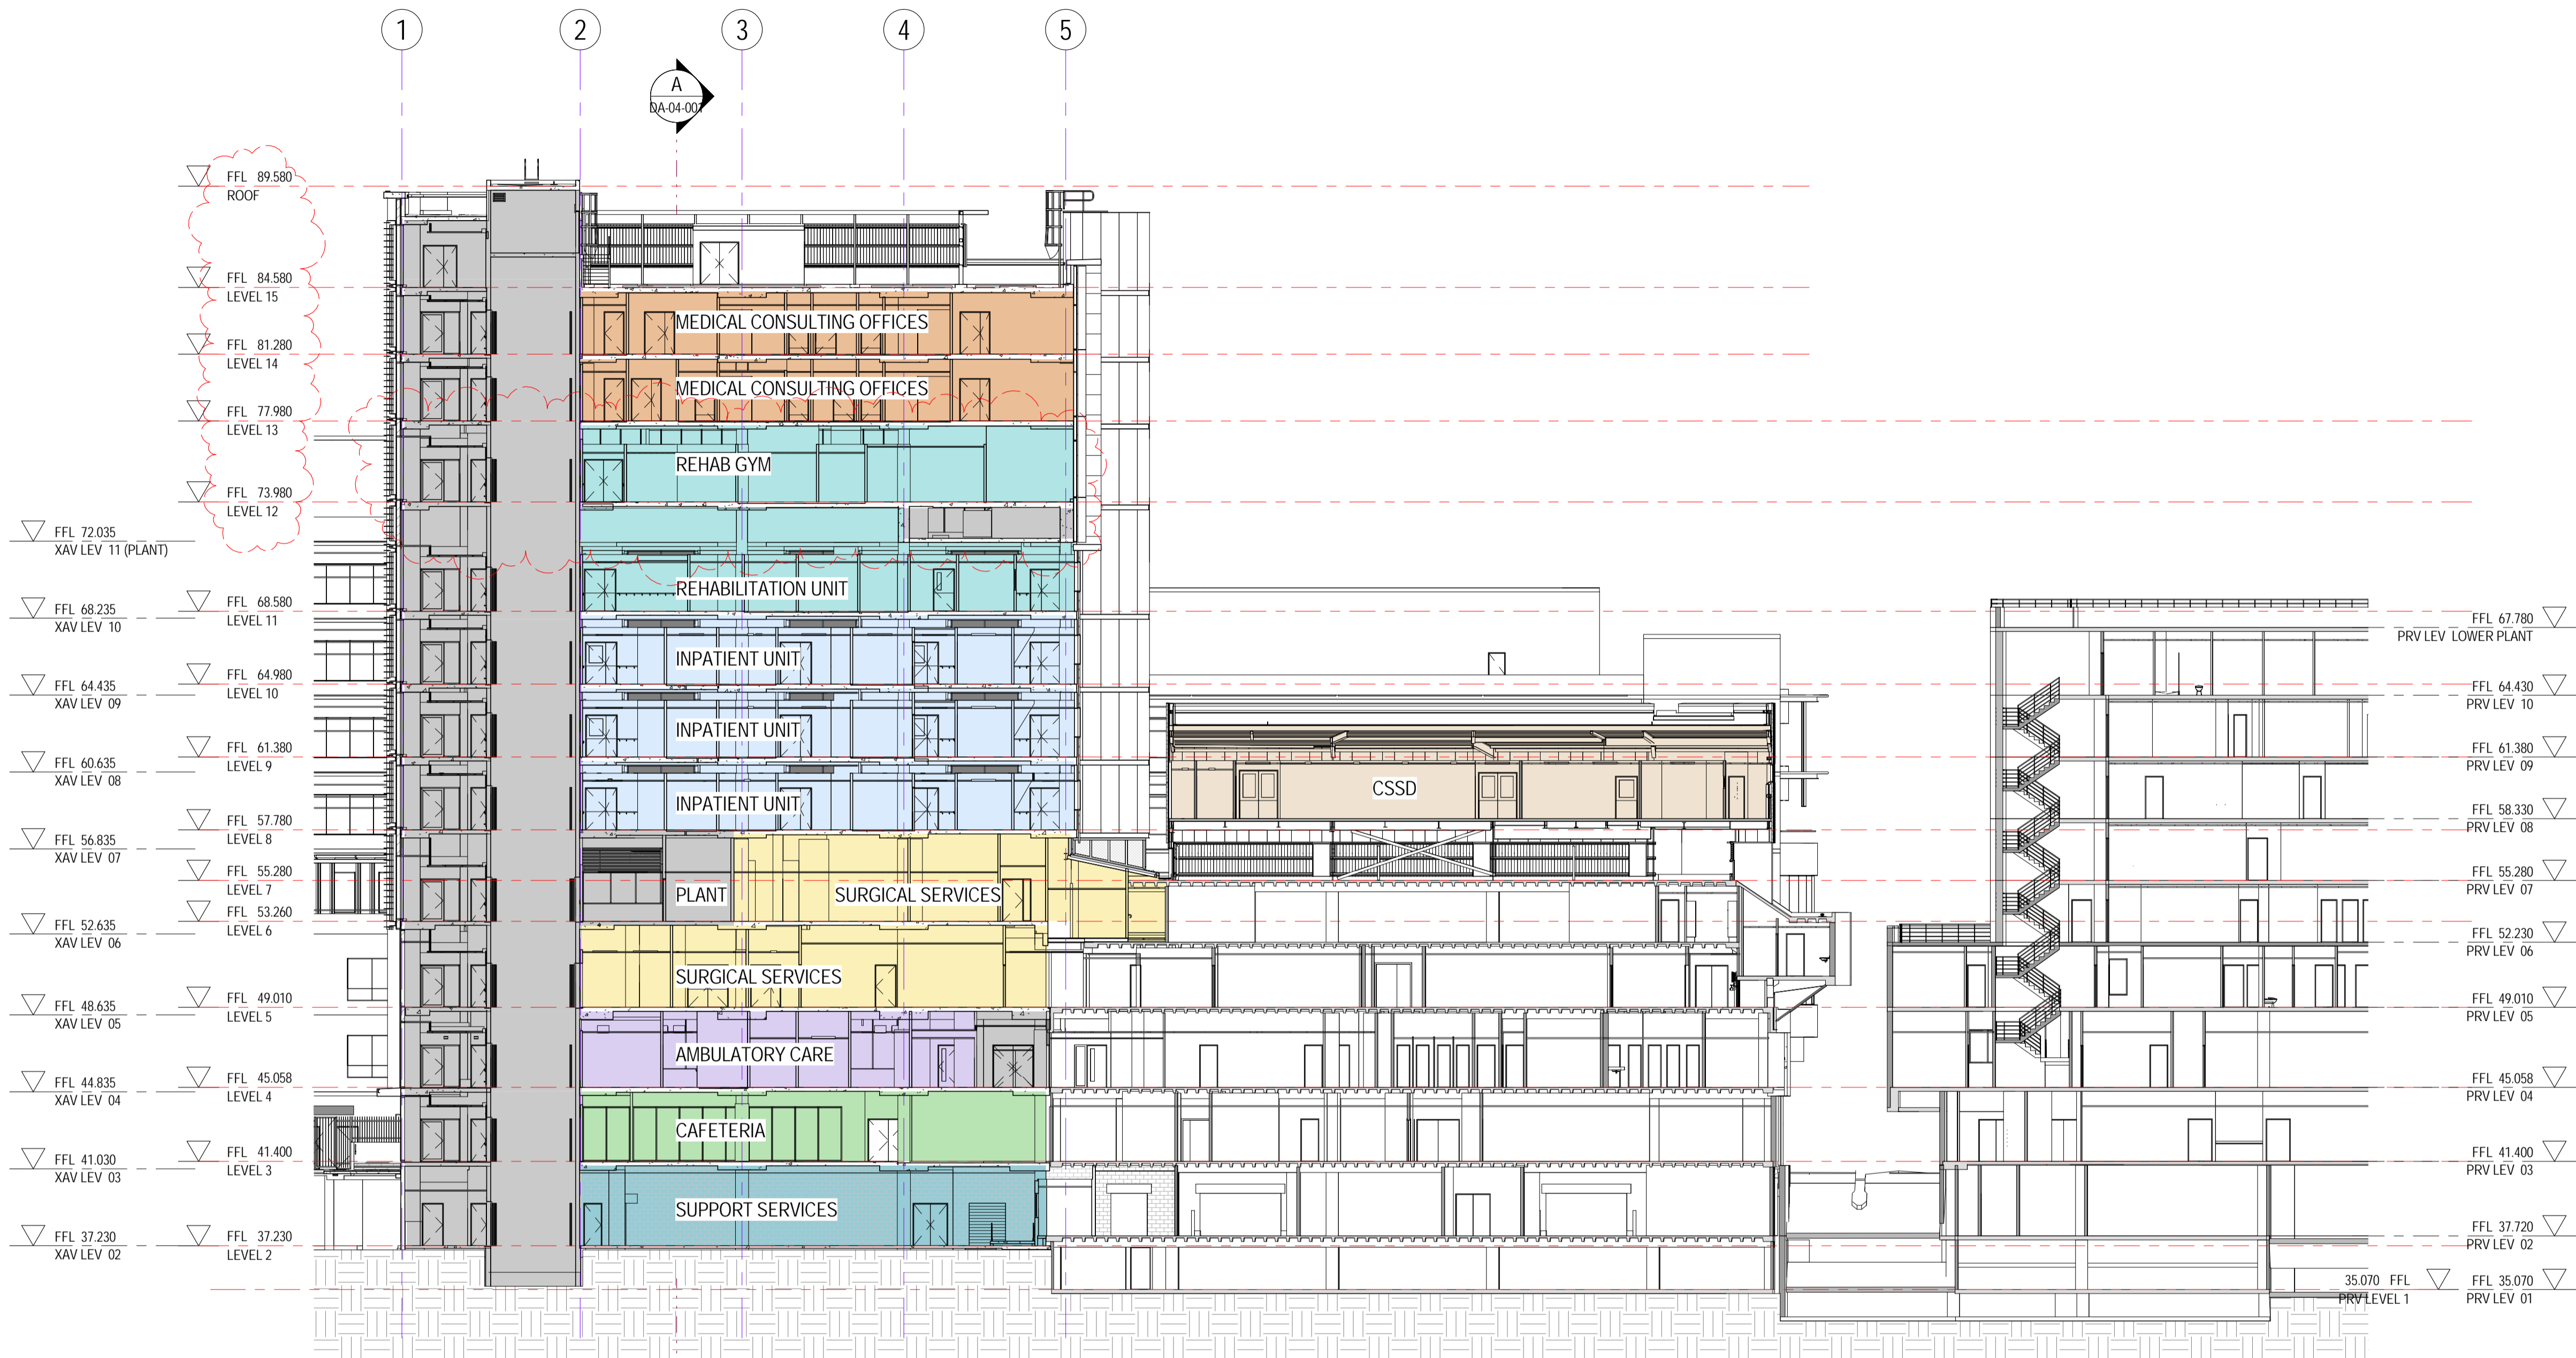 1
2
3
4
5
A
DA-04-001
FFL 89.580
ROOF
FFL 84.580
LEVEL 15
FFL 81.280
LEVEL 14
FFL 77.980
LEVEL 13
FFL 73.980
LEVEL 12
FFL 68.580
LEVEL 11
FFL 64.980
LEVEL 10
FFL 61.380
LEVEL 9
FFL 57.780
LEVEL 8
FFL 55.280
LEVEL 7
FFL 53.260
LEVEL 6
FFL 49.010
LEVEL 5
FFL 45.058
LEVEL 4
FFL 41.400
LEVEL 3
FFL 37.230
LEVEL 2
FFL 72.035
XAV LEV 11 (PLANT)
FFL 68.235
XAV LEV 10
FFL 64.435
XAV LEV 09
FFL 60.635
XAV LEV 08
FFL 56.835
XAV LEV 07
FFL 52.635
XAV LEV 06
FFL 48.635
XAV LEV 05
FFL 44.835
XAV LEV 04
FFL 41.030
XAV LEV 03
FFL 37.230
XAV LEV 02
MEDICAL CONSULTING OFFICES
MEDICAL CONSULTING OFFICES
REHAB GYM
REHABILITATION UNIT
INPATIENT UNIT
INPATIENT UNIT
INPATIENT UNIT
CSSD
PLANT
SURGICAL SERVICES
SURGICAL SERVICES
AMBULATORY CARE
CAFETERIA
SUPPORT SERVICES
FFL 67.780
PRV LEV LOWER PLANT
FFL 64.430
PRV LEV 10
FFL 61.380
PRV LEV 09
FFL 58.330
PRV LEV 08
FFL 55.280
PRV LEV 07
FFL 52.230
PRV LEV 06
FFL 49.010
PRV LEV 05
FFL 45.058
PRV LEV 04
FFL 41.400
PRV LEV 03
FFL 37.720
PRV LEV 02
35.070 FFL
PRV LEVEL 1
FFL 35.070
PRV LEV 01